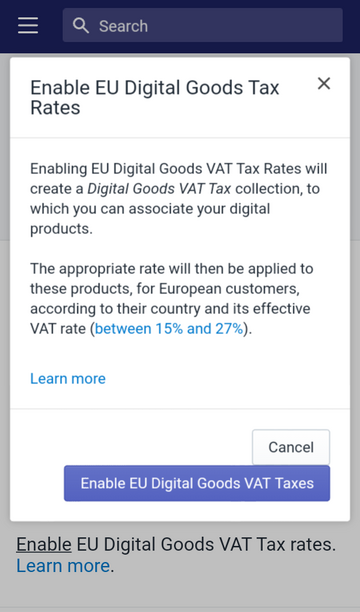 Search
Enable EU Digital Goods Tax
Rates
Enabling EU Digital Goods VAT Tax Rates will
create a Digital Goods VAT Tax collection, to
which you can associate your digital
products.
The appropriate rate will then be applied to
these products, for European customers,
according to their country and its effective
VAT rate (between 15% and 27%).
Learn more
Cancel
Enable EU Digital Goods VAT Taxes
Enable EU Digital Goods VAT Tax rates.
Learn more.